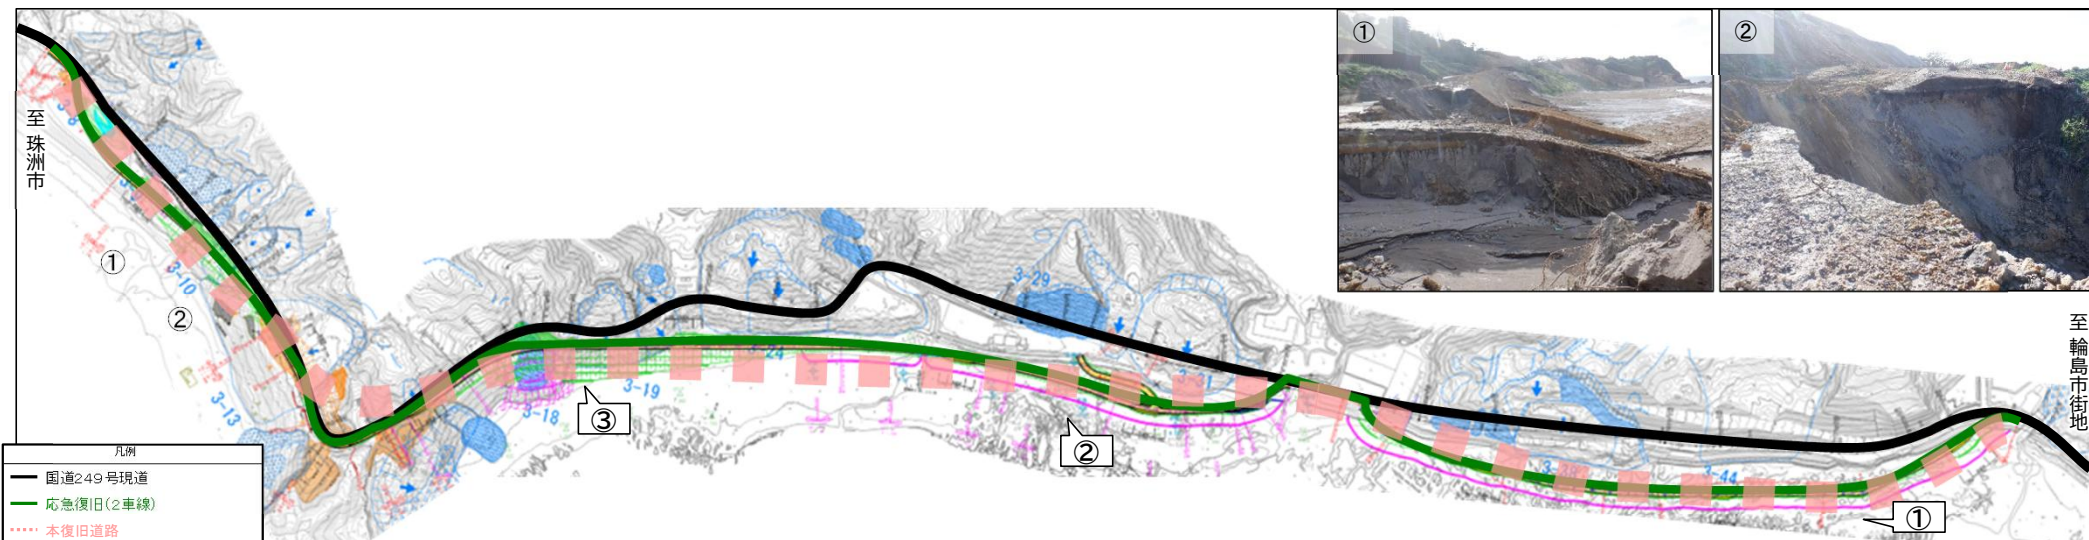 ①
②
至 珠洲市
至 輪島市街地
①
②
3-10
3-13
3-18
3-19
3-24
3-29
3-31
3-44
③
②
①
凡例
国道249号現道
応急復旧(2車線)
本復旧道路